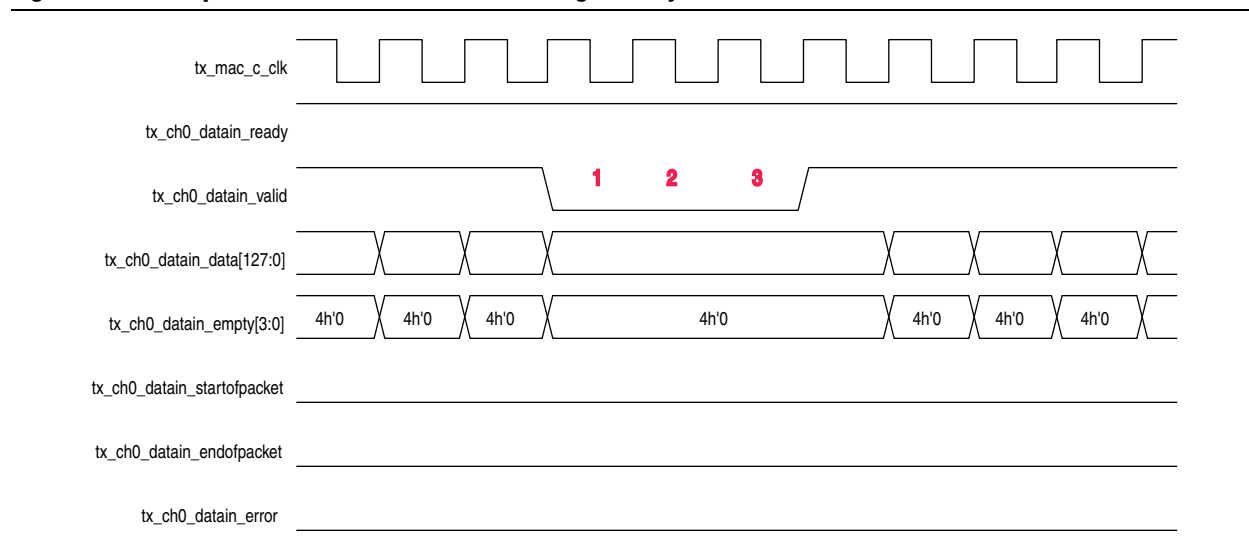 tx_mac_c_clk
tx_ch0_datain_ready
tx_ch0_datain_valid 1 2 3
tx_ch0_datain_data[127:0]
tx_ch0_datain_empty[3:0] 4h'0 4h'0 4h'0 4h'0 4h'0 4h'0 4h'0
tx_ch0_datain_startofpacket
tx_ch0_datain_endofpacket
tx_ch0_datain_error